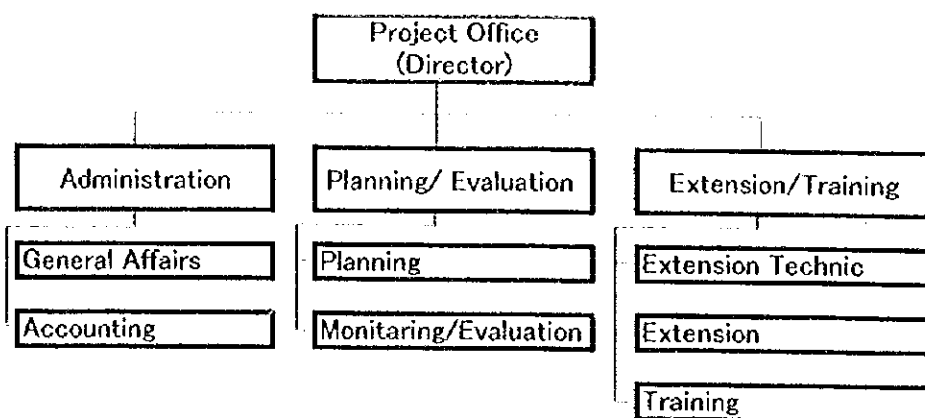 Project Office
(Director)
Administration
Planning/ Evaluation
Extension/Training
General Affairs
Planning
Extension Technic
Accounting
Monitaring/Evaluation
Extension
Training